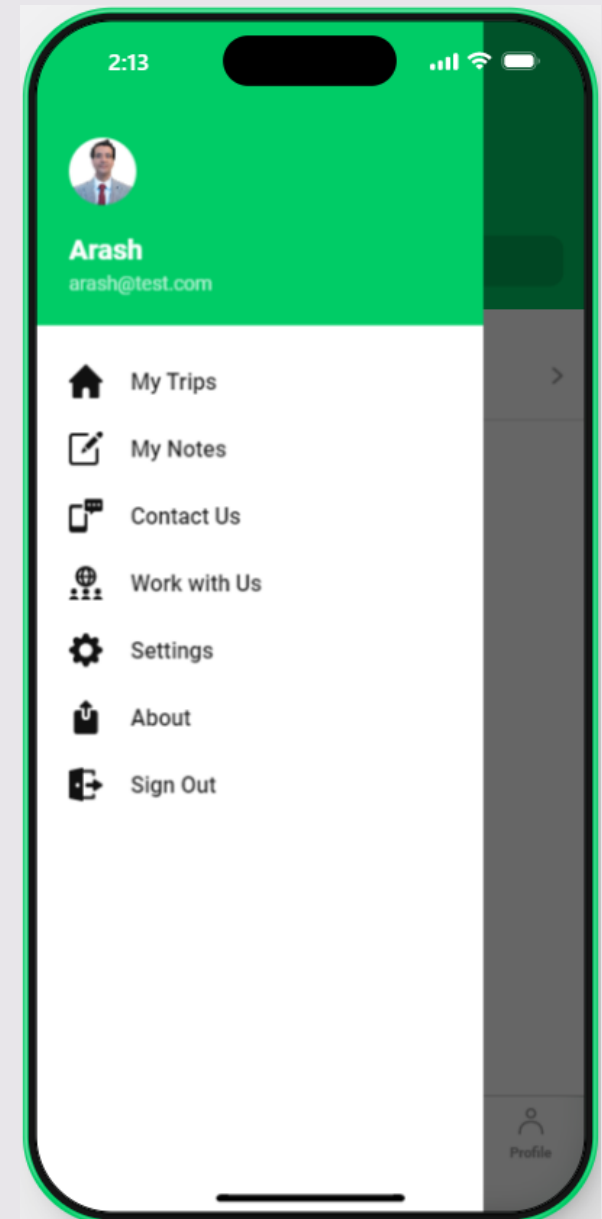 2:13
Arash
arash@test.com
My Trips
My Notes
Contact Us
Work with Us
Settings
About
Sign Out
Profile